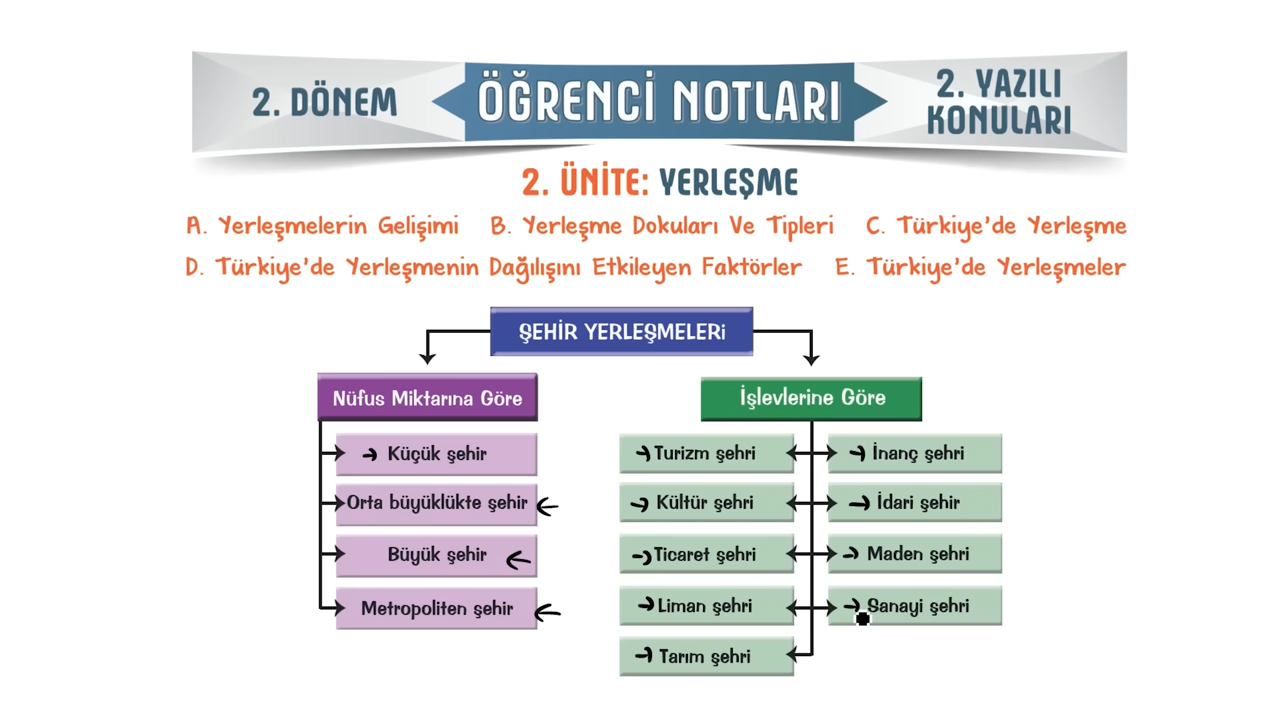 2. DÖNEM
ÖĞRENCİ NOTLARI
2. YAZILI
KONULARI
2. ÜNİTE: YERLEŞME
A. Yerleşmelerin Gelişimi B. Yerleşme Dokuları Ve Tipleri C. Türkiye'de Yerleşme
D. Türkiye'de Yerleşmenin Dağılışını Etkileyen Faktörler E. Türkiye'de Yerleşmeler
ŞEHİR YERLEŞMELERi
Nüfus Miktarına Göre
Küçük şehir
Orta büyüklükte şehir
Büyük şehir
Metropoliten şehir
İşlevlerine Göre
Turizm şehri
İnanç şehri
Kültür şehri
İdari şehir
Ticaret şehri
Maden şehri
Liman şehri
Sanayi şehri
Tarım şehri